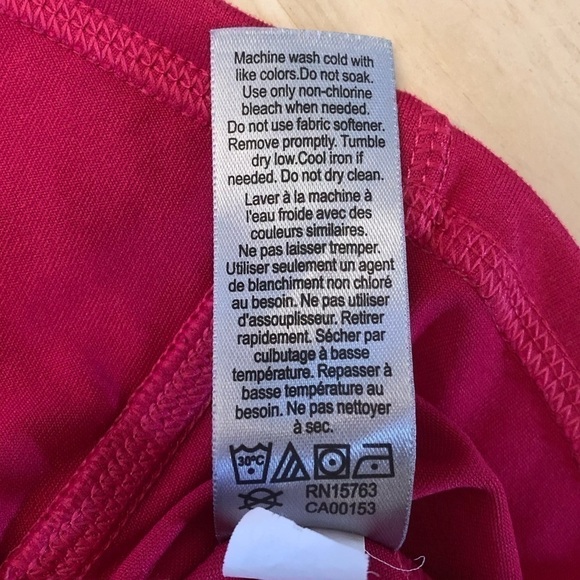 Machine wash cold with
like colors.Do not soak.
Use only non-chlorine
bleach when needed.
Do not use fabric softener.
Remove promptly. Tumble
dry low.Cool iron if
needed. Do not dry clean.
Laver à la machine à
l'eau froide avec des
couleurs similaires.
Ne pas laisser tremper.
Utiliser seulement un agent
de blanchiment non chloré
au besoin. Ne pas utiliser
d'assouplisseur. Retirer
rapidement. Sécher par
culbutage à basse
température. Repasser à
basse température au
besoin. Ne pas nettoyer
à sec.
30°C
RN15763
CA00153